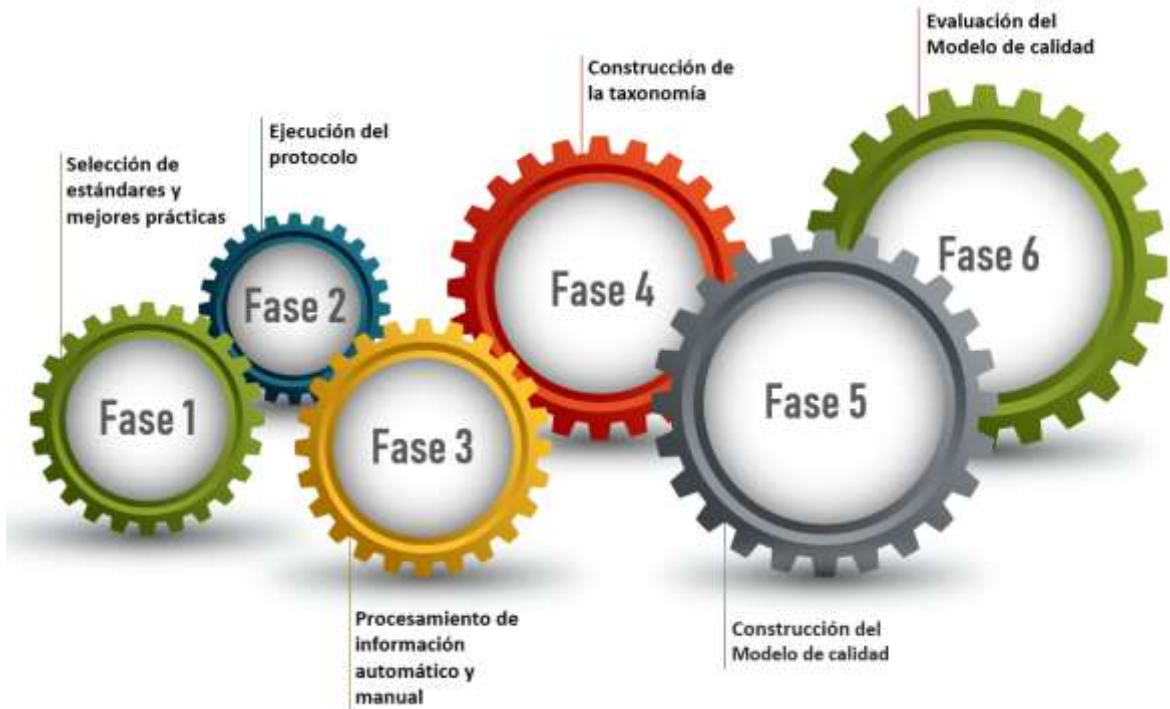 Selección de
estándares y
mejores prácticas
Fase 1
Ejecución del
protocolo
Fase 2
Fase 3
Procesamiento de
información
automático y
manual
Construcción de
la taxonomía
Fase 4
Fase 5
Construcción del
Modelo de calidad
Evaluación del
Modelo de calidad
Fase 6